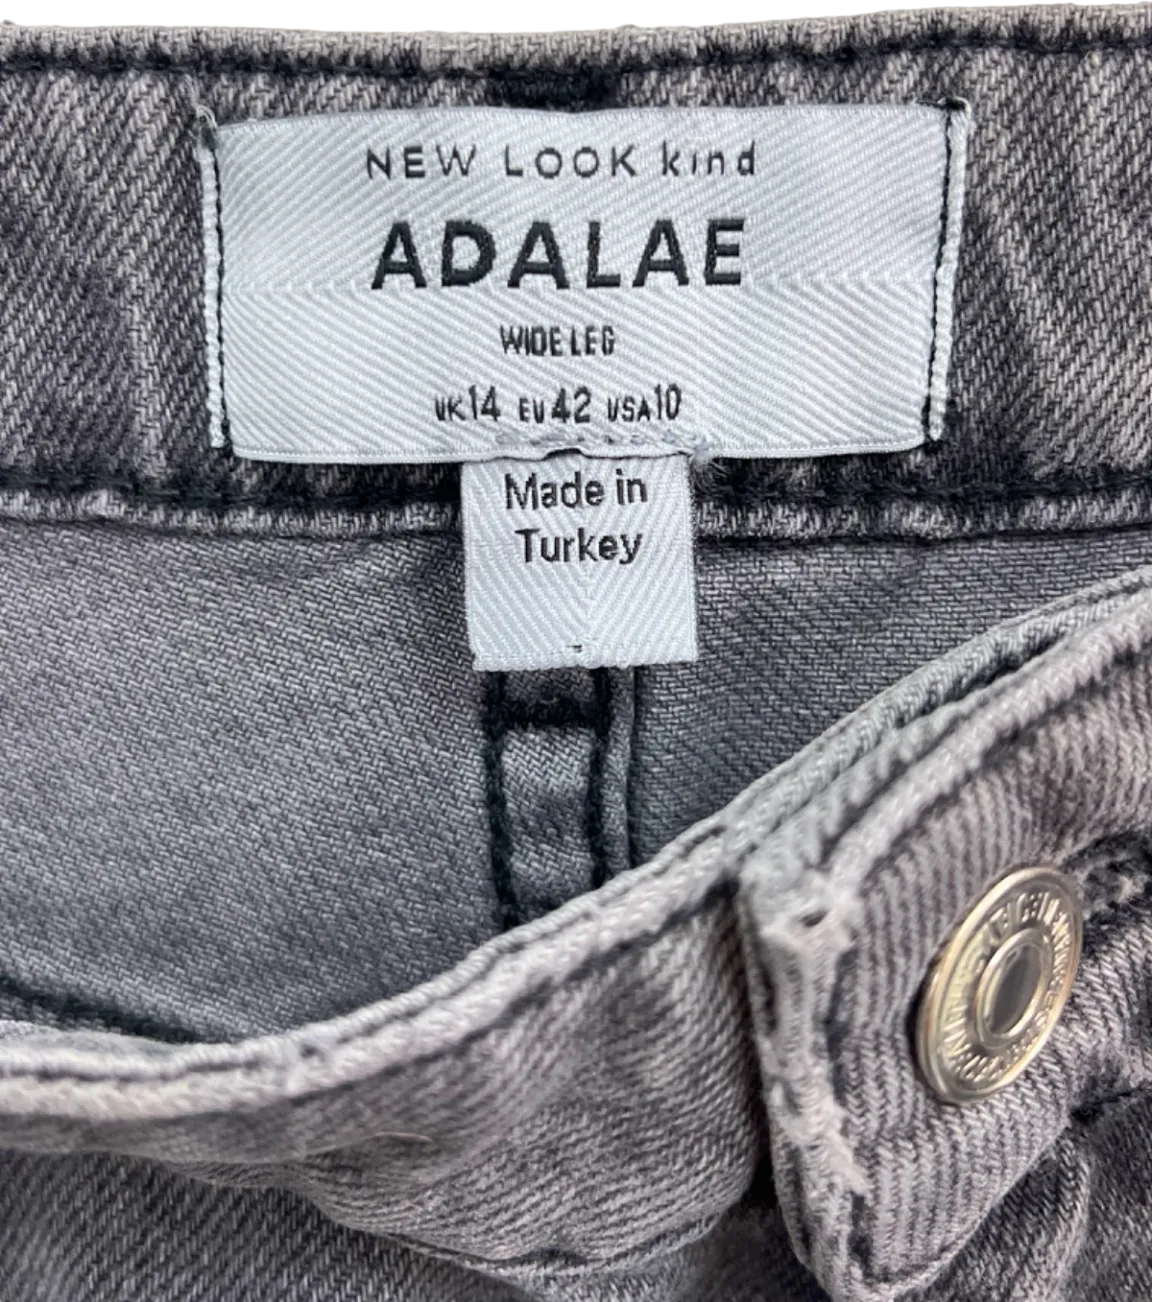 NEW LOOK kind
ADALAE
WIDE LEG
UK14 EU42 USA10
Made in
Turkey